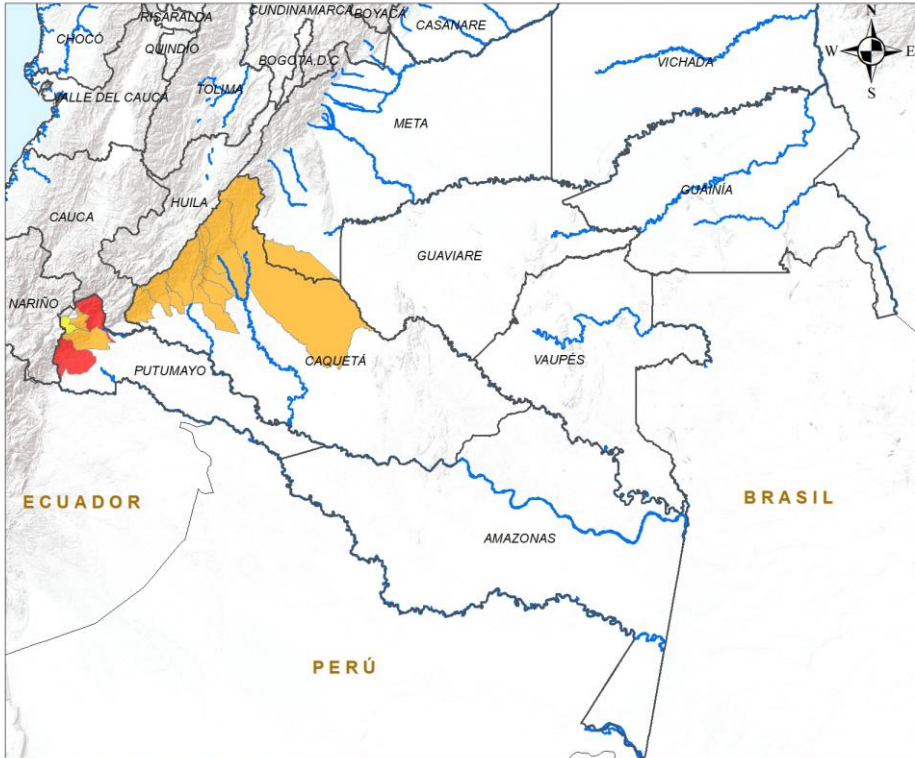 CUNDINAMARCA
BOYACÁ
RISARALDA
CASANARE
N
CHOCÓ
QUINDÍO
W
E
BOGOTÁ D.C
VICHADA
S
TOLIMA
VALLE DEL CAUCA
META
GUAINÍA
HUILA
CAUCA
GUAVIARE
NARIÑO
VAUPÉS
CAQUETÁ
PUTUMAYO
ECUADOR
BRASIL
AMAZONAS
PERÚ